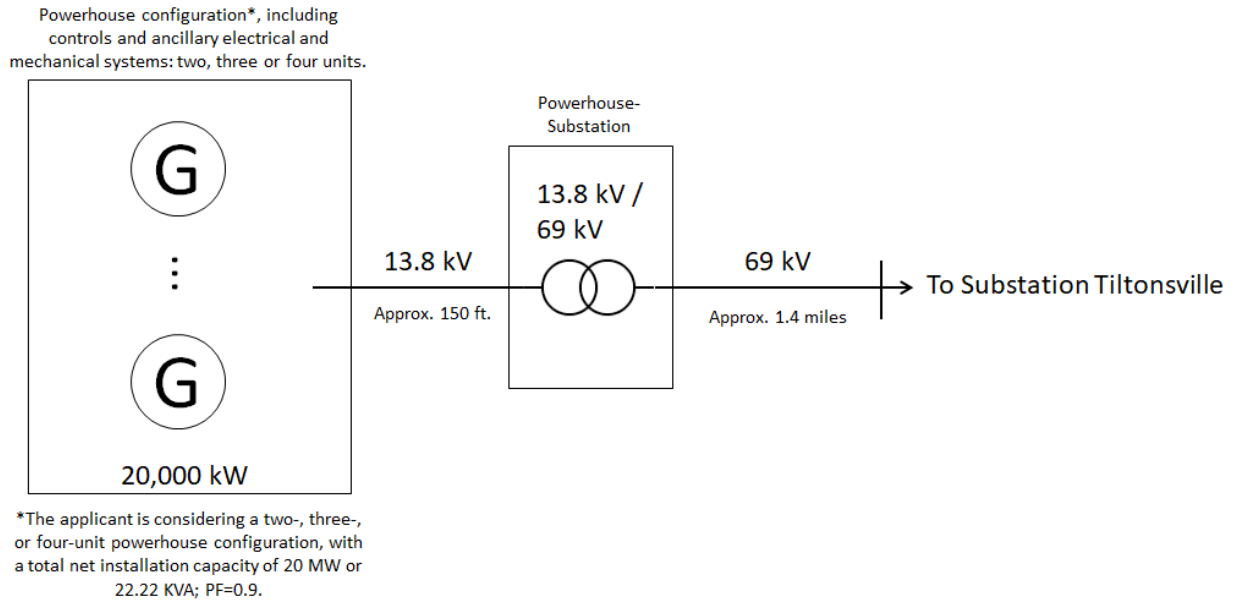 Powerhouse configuration*, including
controls and ancillary electrical and
mechanical systems: two, three or four units.
G
⋮
G
20,000 kW
*The applicant is considering a two-, three-,
or four-unit powerhouse configuration, with
a total net installation capacity of 20 MW or
22.22 KVA; PF=0.9.
13.8 kV
Approx. 150 ft.
Powerhouse-
Substation
13.8 kV /
69 kV
69 kV
Approx. 1.4 miles
To Substation Tiltonsville